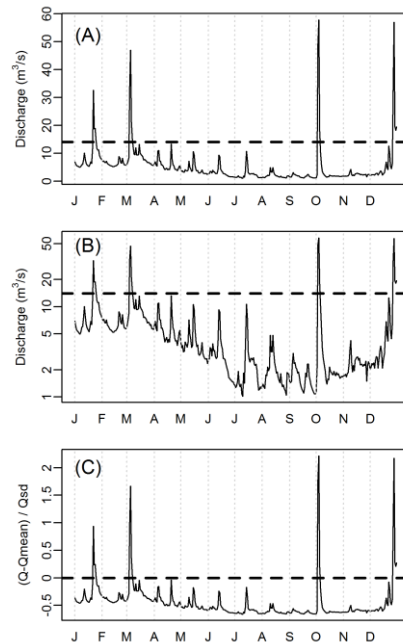 (A)
Discharge (m³/s)
60
50
40
30
20
10
0
J F M A M J J A S O N D
(B)
Discharge (m³/s)
50
20
10
5
2
1
J F M A M J J A S O N D
(C)
(Q-Qmean) / Qsd
2
1.5
1
0.5
0
-0.5
J F M A M J J A S O N D